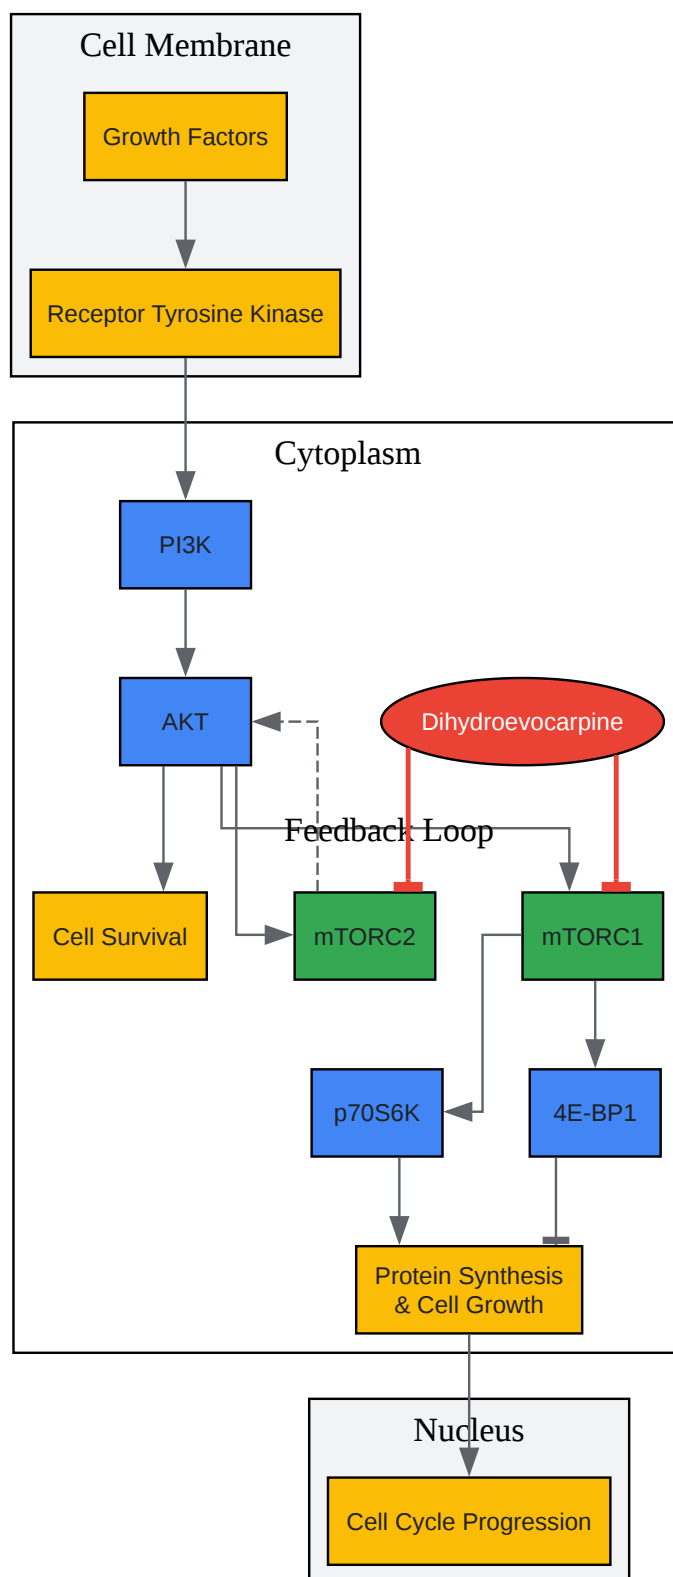 Cell Membrane
Growth Factors
Receptor Tyrosine Kinase
Cytoplasm
PI3K
AKT
Dihydroevocarpine
Feedback Loop
Cell Survival
mTORC2
mTORC1
p70S6K
4E-BP1
Protein Synthesis
& Cell Growth
Nucleus
Cell Cycle Progression